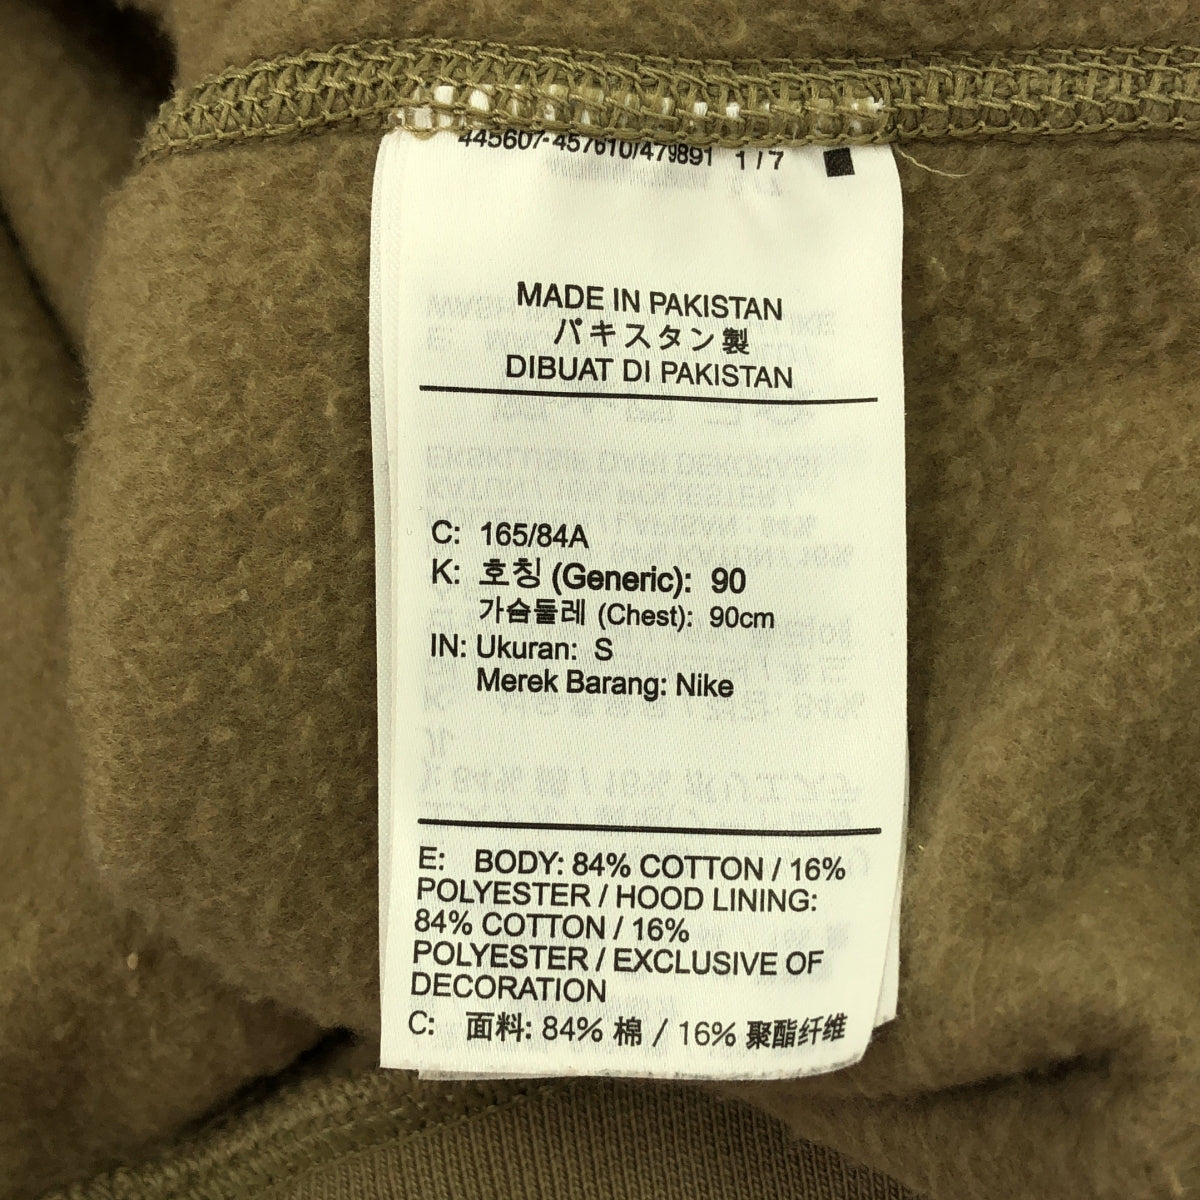 445607-457610/479891 1/7
MADE IN PAKISTAN
パキスタン製
DIBUAT DI PAKISTAN
C: 165/84A
K: 호칭 (Generic): 90
가슴둘레 (Chest): 90cm
IN: Ukuran: S
Merek Barang: Nike
E: BODY: 84% COTTON / 16%
POLYESTER / HOOD LINING:
84% COTTON / 16%
POLYESTER / EXCLUSIVE OF
DECORATION
C: 面料: 84% 棉 / 16% 聚酯纤维